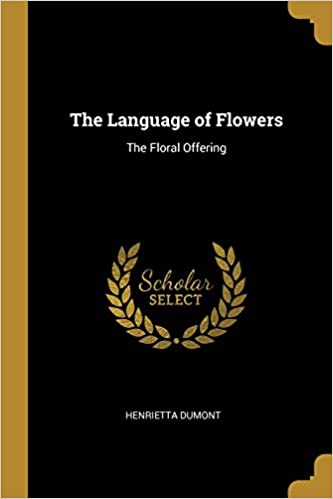 The Language of Flowers
The Floral Offering
Scholar
SELECT
HENRIETTA DUMONT